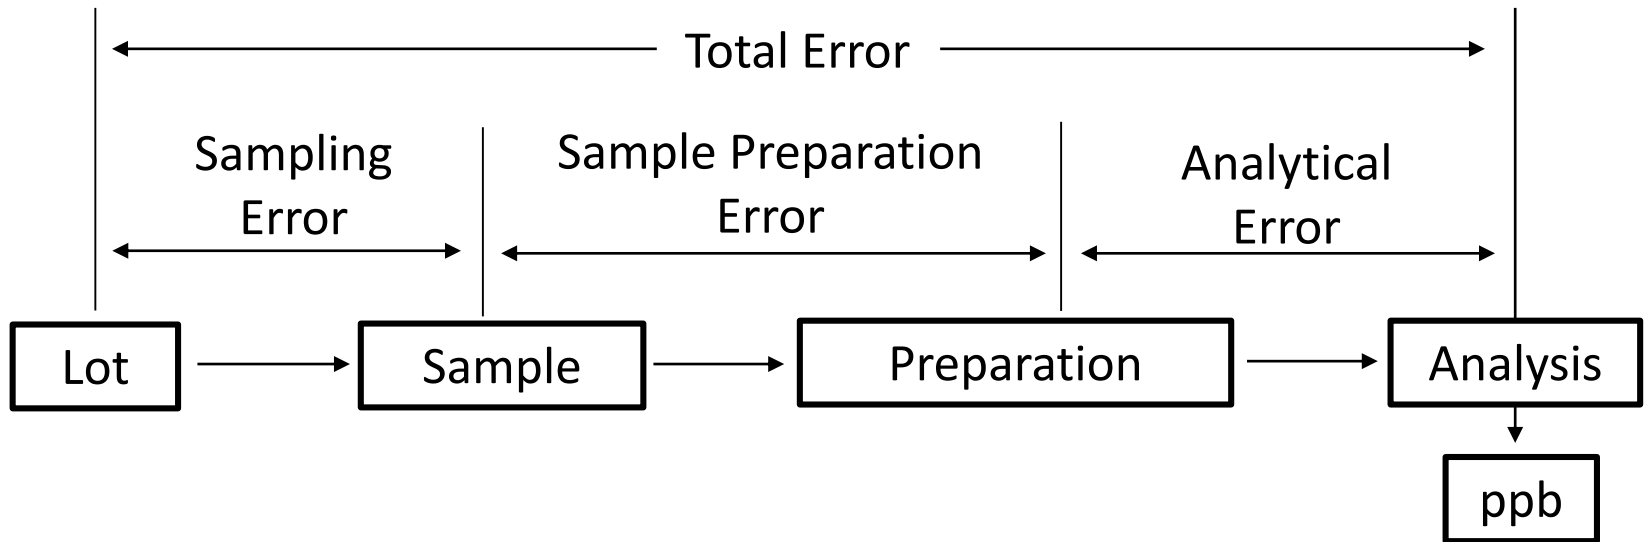 Total Error
Sampling
Error
Sample Preparation
Error
Analytical
Error
Lot
Sample
Preparation
Analysis
ppb